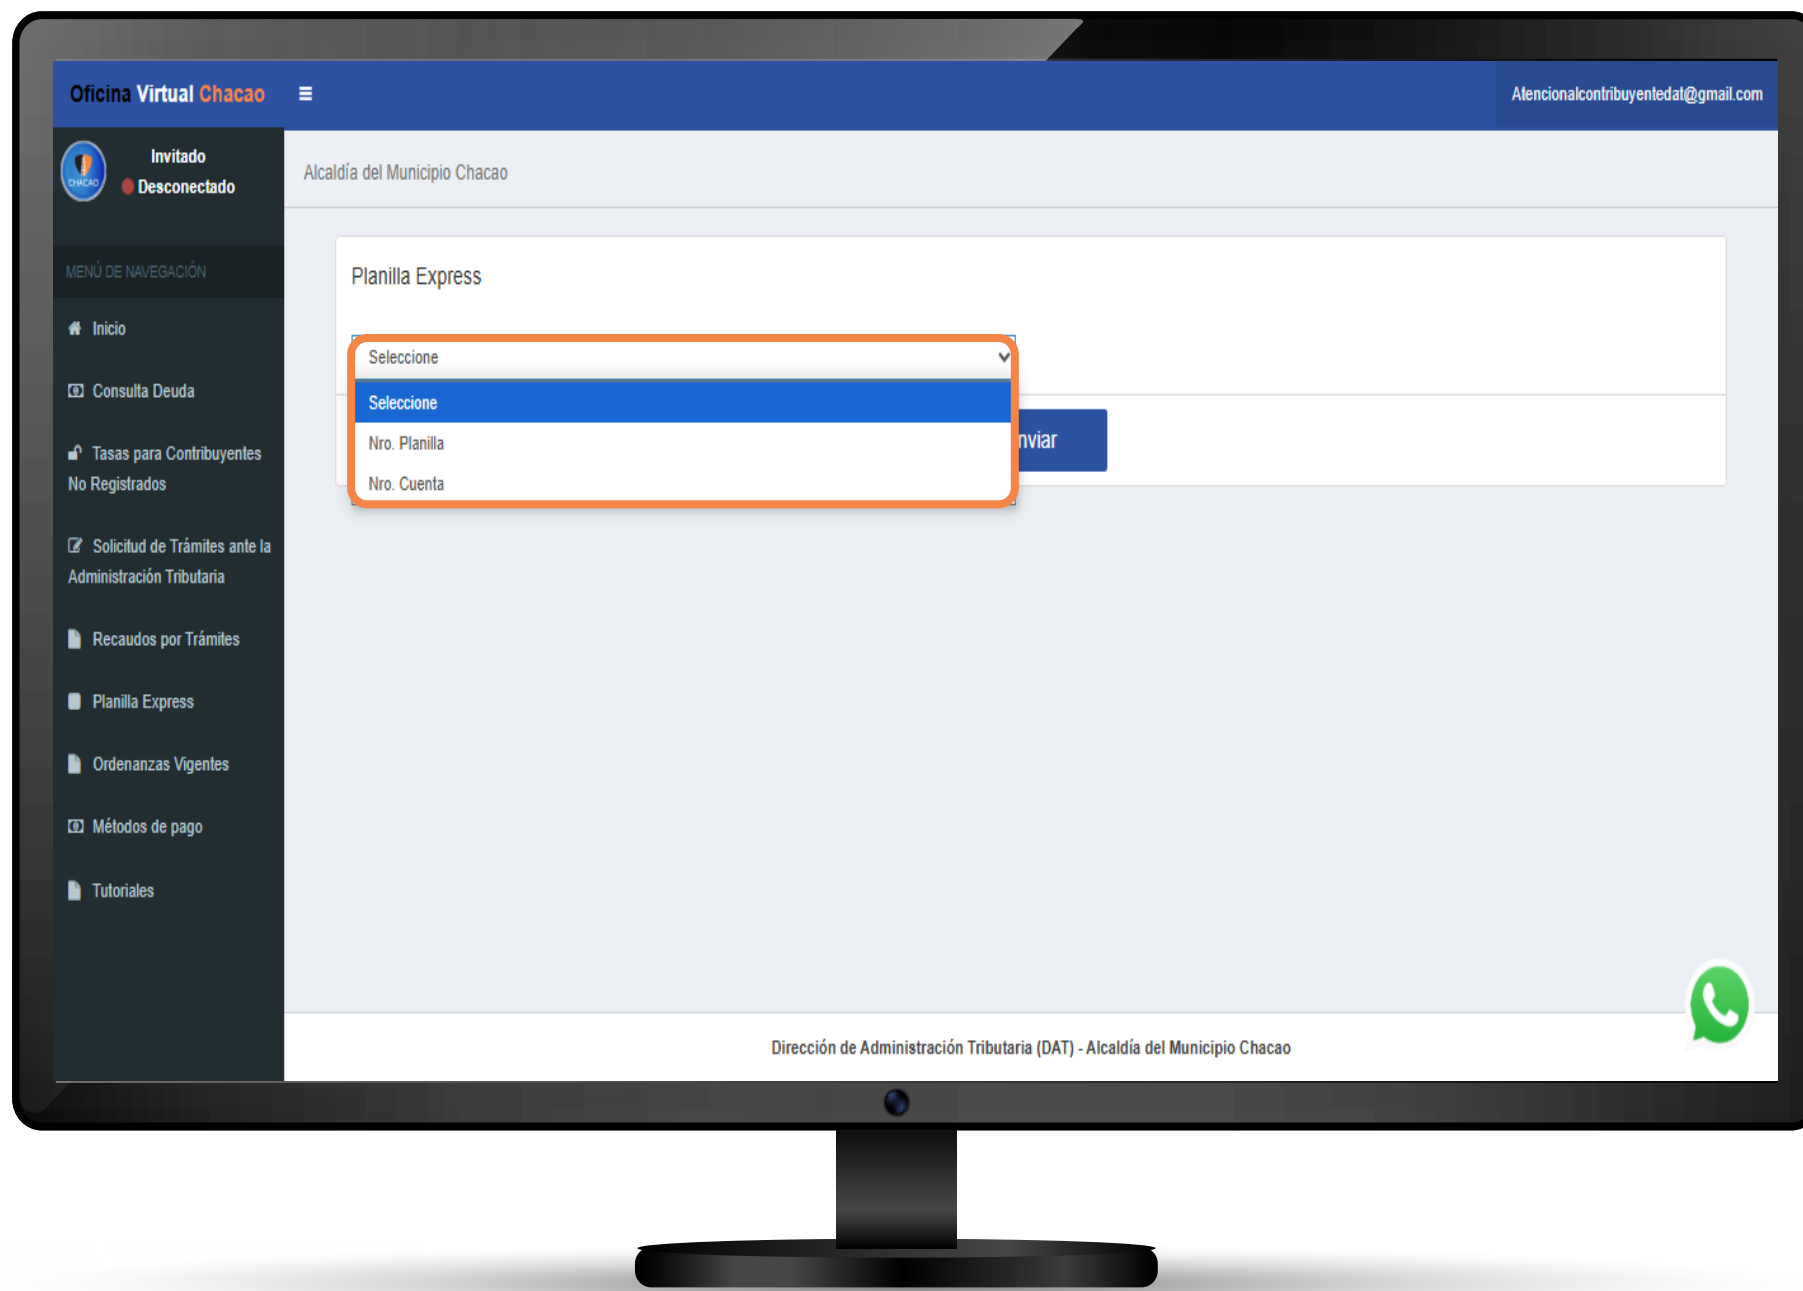 Oficina Virtual Chacao
Atencionalcontribuyentedat@gmail.com
CHACAO
Invitado
Desconectado
MENÚ DE NAVEGACIÓN
Inicio
Consulta Deuda
Tasas para Contribuyentes
No Registrados
Solicitud de Trámites ante la
Administración Tributaria
Recaudos por Trámites
Planilla Express
Ordenanzas Vigentes
Métodos de pago
Tutoriales
Alcaldía del Municipio Chacao
Planilla Express
Seleccione
Seleccione
Nro. Planilla
Nro. Cuenta
nviar
Dirección de Administración Tributaria (DAT) - Alcaldía del Municipio Chacao